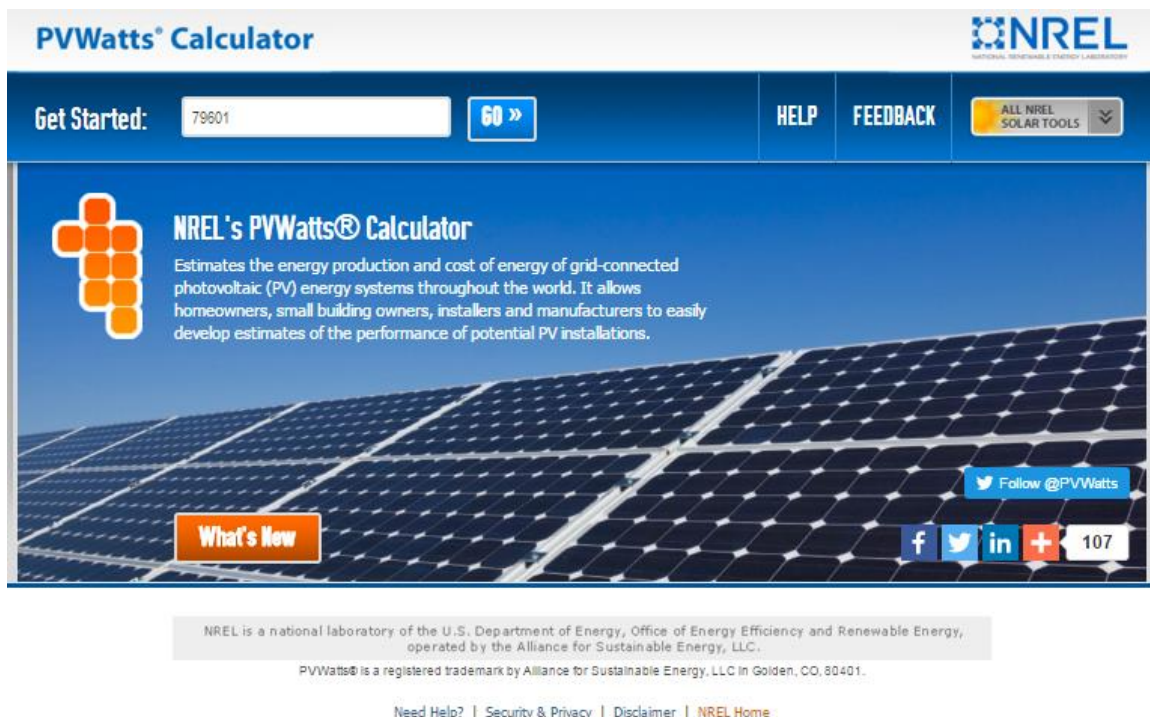 PVWatts® Calculator
NREL
NATIONAL RENEWABLE ENERGY LABORATORY
Get Started:
79601
GO »
HELP
FEEDBACK
ALL NREL
SOLAR TOOLS
NREL's PVWatts® Calculator
Estimates the energy production and cost of energy of grid-connected
photovoltaic (PV) energy systems throughout the world. It allows
homeowners, small building owners, installers and manufacturers to easily
develop estimates of the performance of potential PV installations.
Follow @PVWatts
What's New
f
in
+
107
NREL is a national laboratory of the U.S. Department of Energy, Office of Energy Efficiency and Renewable Energy,
operated by the Alliance for Sustainable Energy, LLC.
PVWatts® is a registered trademark by Alliance for Sustainable Energy, LLC in Golden, CO, 80401.
Need Help? | Security & Privacy | Disclaimer | NREL Home